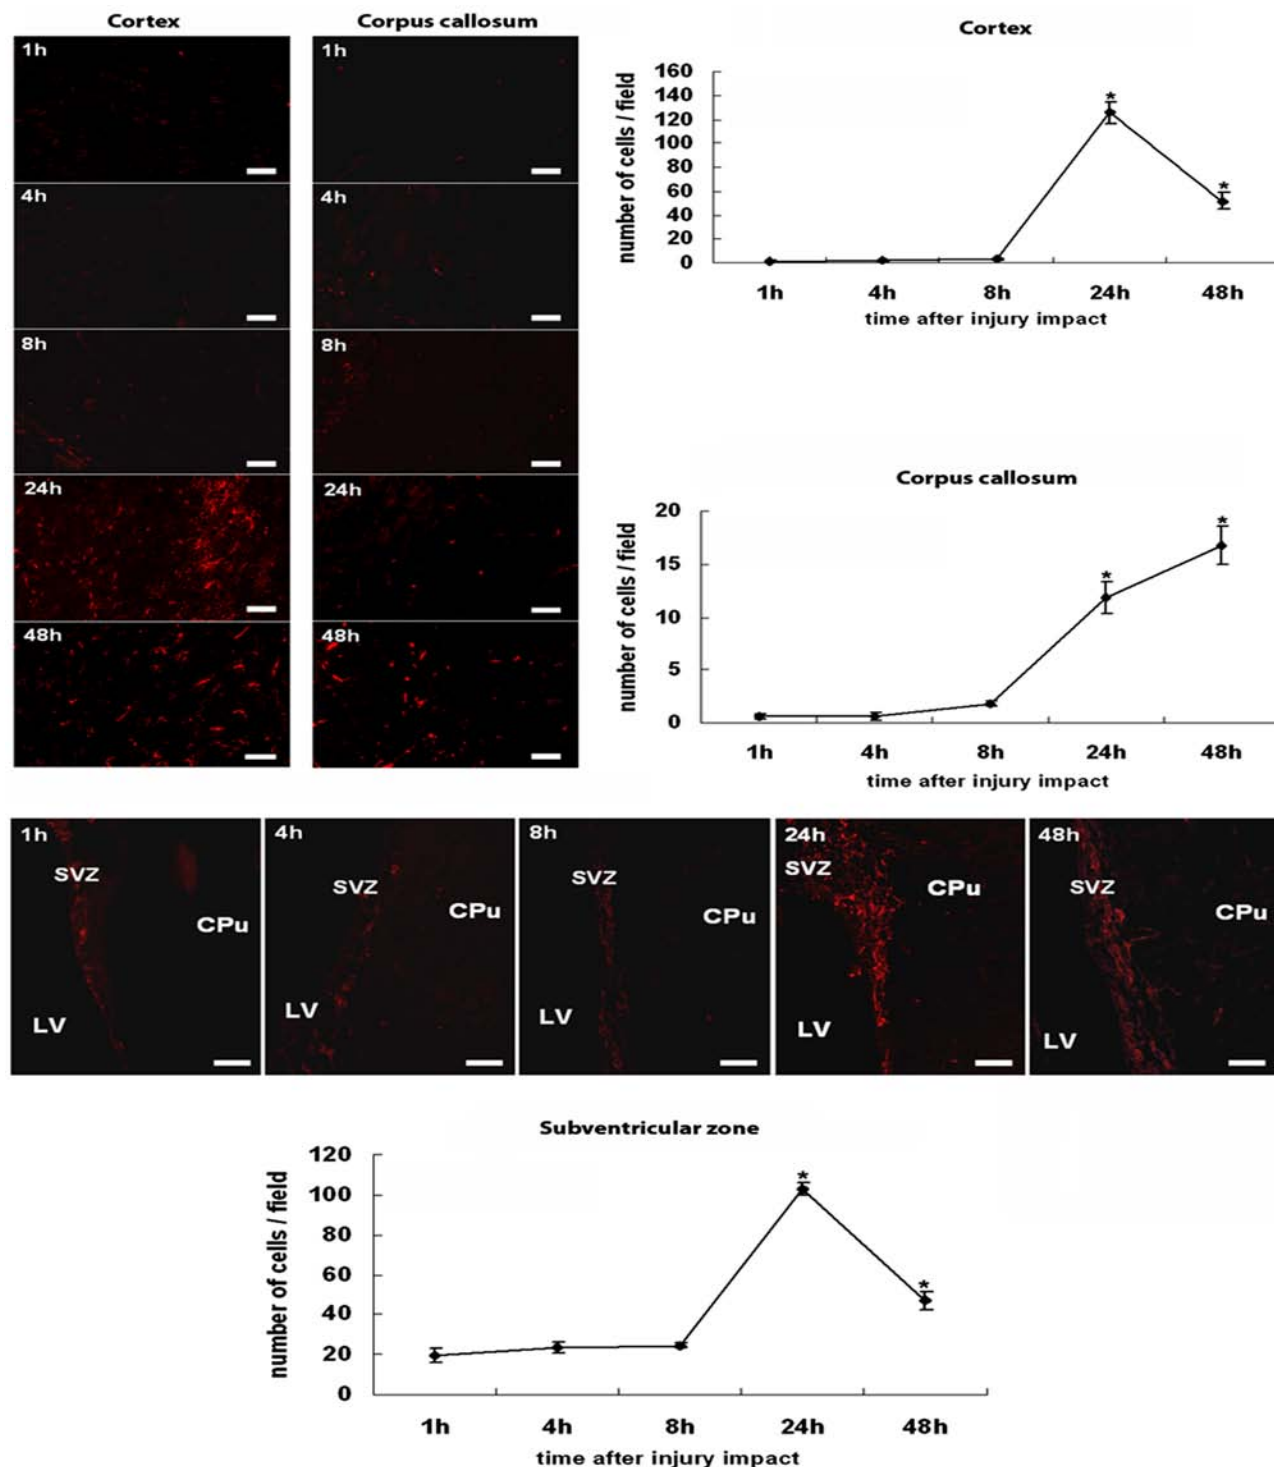 Cortex
Corpus callosum
1h
1h
4h
4h
8h
8h
24h
24h
48h
48h
Cortex
number of cells / field
160
140
120
100
80
60
40
20
0
*
*
1h 4h 8h 24h 48h
time after injury impact
Corpus callosum
number of cells / field
20
15
10
5
0
*
*
1h 4h 8h 24h 48h
time after injury impact
1h
SVZ
CPu
LV
4h
SVZ
CPu
LV
8h
SVZ
CPu
LV
24h
SVZ
CPu
LV
48h
SVZ
CPu
LV
Subventricular zone
number of cells / field
120
100
80
60
40
20
0
*
*
1h 4h 8h 24h 48h
time after injury impact